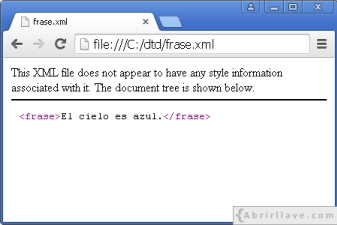 frase.xml
file:///C:/dtd/frase.xml
This XML file does not appear to have any style information
associated with it. The document tree is shown below.
<frase>El cielo es azul.</frase>
{Abrirllave.com